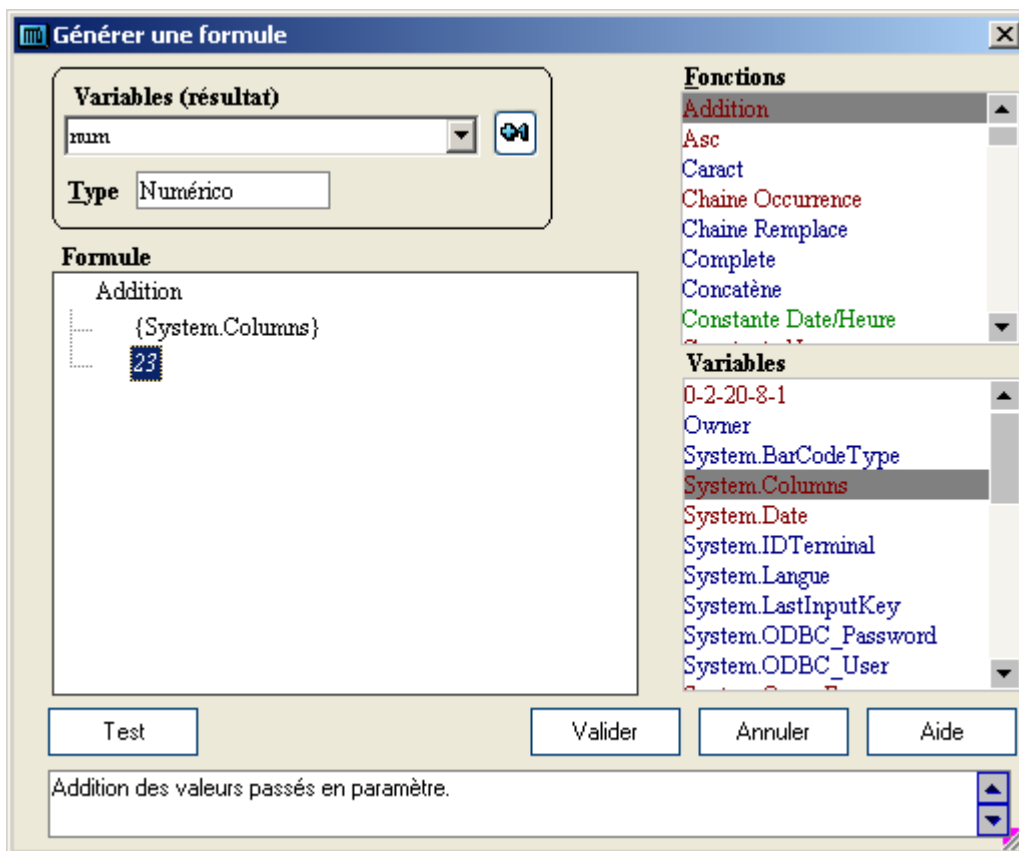 Générer une formule
Variables (résultat)
num
Type Numérico
Formule
Addition
{System.Columns}
23
Fonctions
Addition
Asc
Caract
Chaine Occurrence
Chaine Remplace
Complete
Concatène
Constante Date/Heure
Variables
0-2-20-8-1
Owner
System.BarCodeType
System.Columns
System.Date
System.IDTerminal
System.Langue
System.LastInputKey
System.ODBC_Password
System.ODBC_User
Test Valider Annuler Aide
Addition des valeurs passés en paramètre.